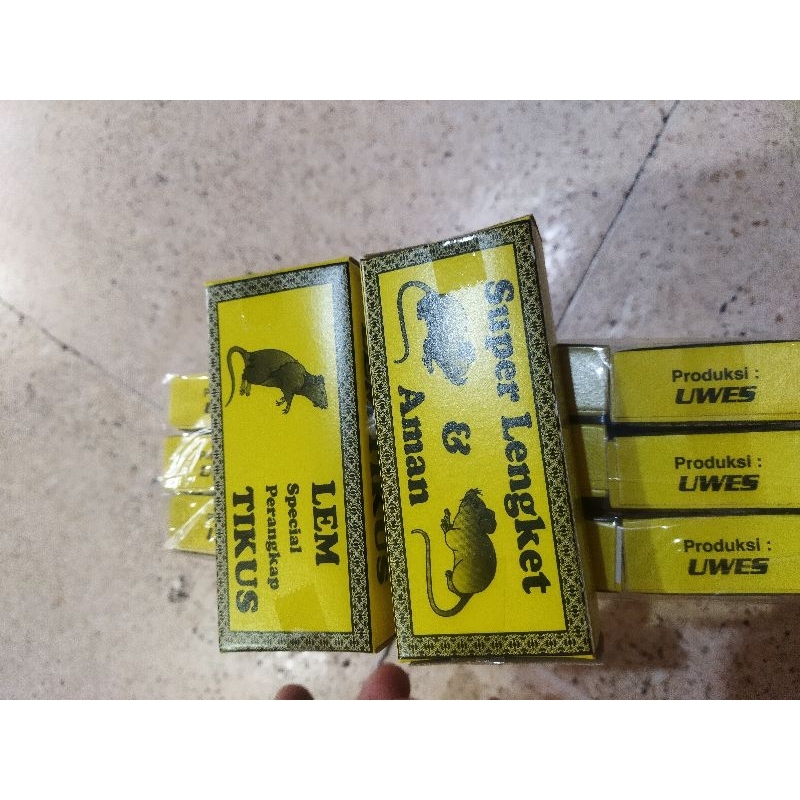 LEM
Special
Perangkap
TIKUS
Super Lengket
&
Aman
Produksi :
UWES
Produksi :
UWES
Produksi :
UWES